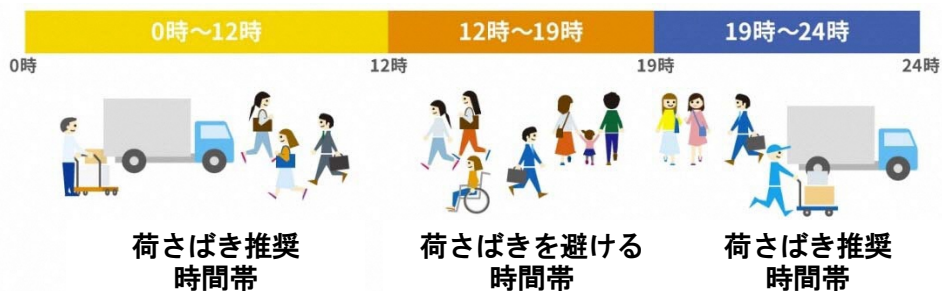 0時～12時
12時～19時
19時～24時
0時
12時
19時
24時
荷さばき推奨
時間帯
荷さばきを避ける
時間帯
荷さばき推奨
時間帯